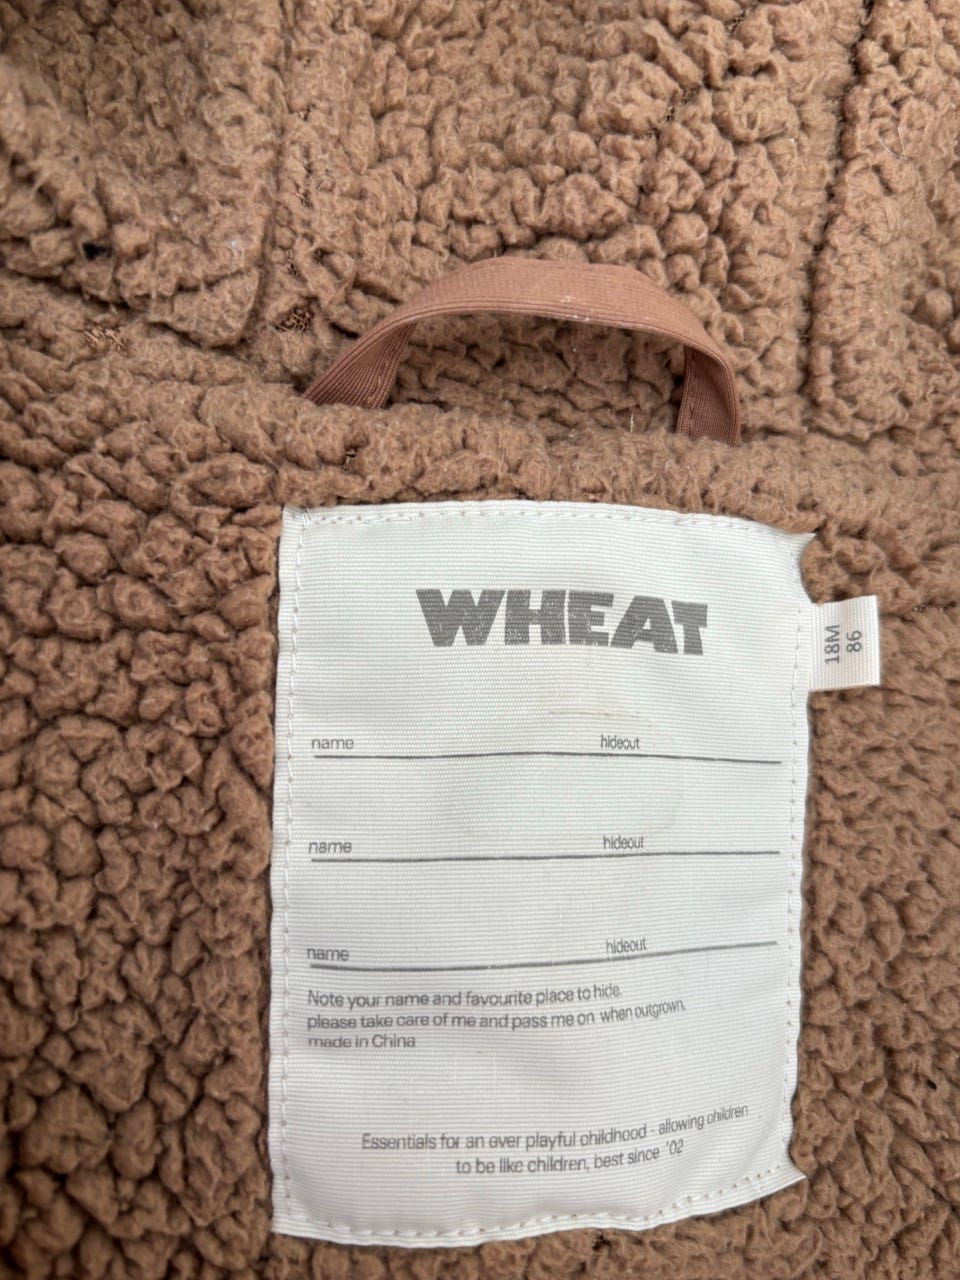 WHEAT
18M
86
name hideout
name hideout
name hideout
Note your name and favourite place to hide.
please take care of me and pass me on when outgrown.
made in China
Essentials for an ever playful childhood - allowing children
to be like children, best since '02